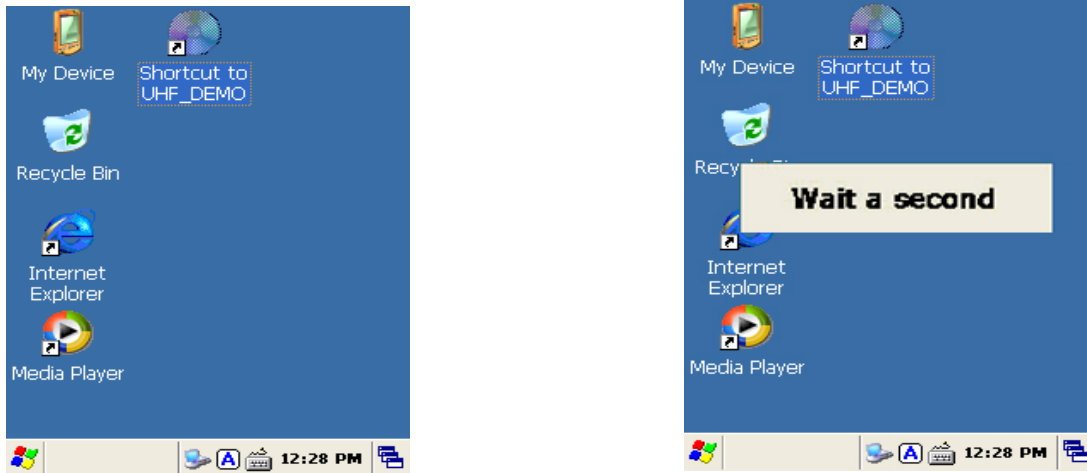 My Device
Shortcut to
UHF_DEMO
Recycle Bin
Internet
Explorer
Media Player
A 12:28 PM
My Device
Shortcut to
UHF_DEMO
Recy
Wait a second
Internet
Explorer
Media Player
A 12:28 PM